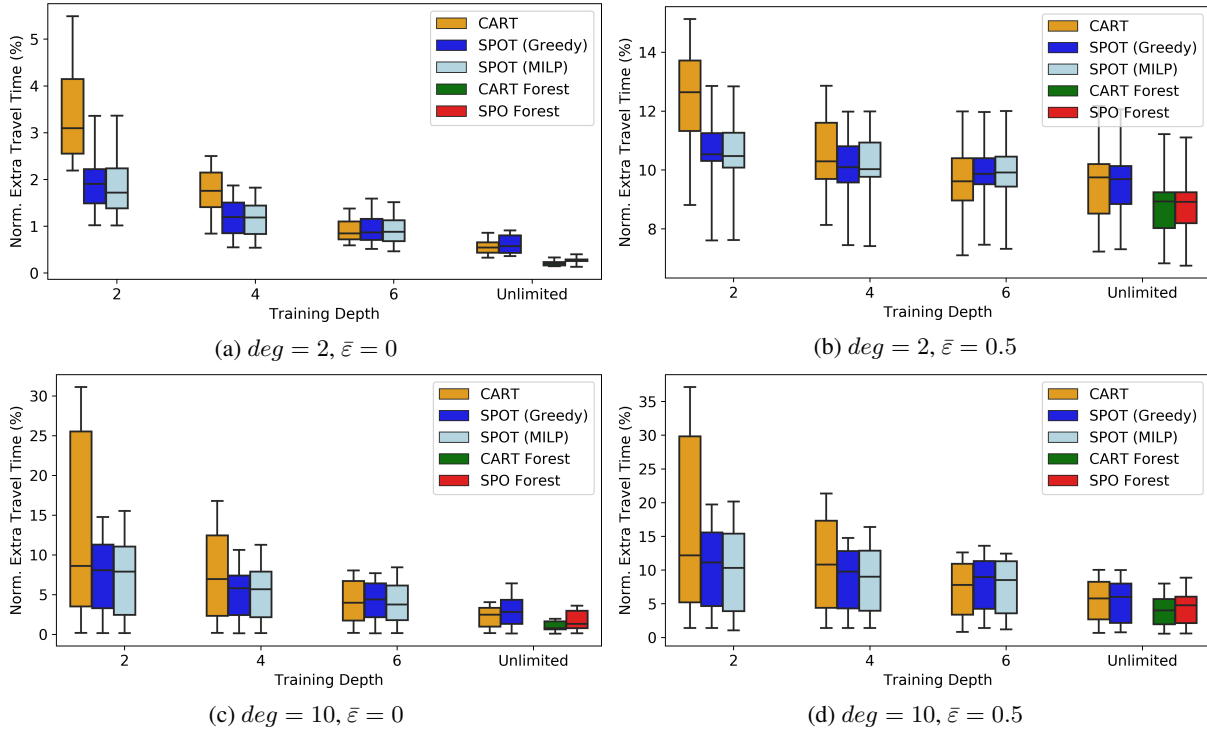 Norm. Extra Travel Time (%)
5
4
3
2
1
0
CART
SPOT (Greedy)
SPOT (MILP)
CART Forest
SPO Forest
2 4 6 Unlimited
Training Depth
(a) deg = 2, ε̄ = 0
Norm. Extra Travel Time (%)
14
12
10
8
CART
SPOT (Greedy)
SPOT (MILP)
CART Forest
SPO Forest
2 4 6 Unlimited
Training Depth
(b) deg = 2, ε̄ = 0.5
Norm. Extra Travel Time (%)
30
25
20
15
10
5
0
CART
SPOT (Greedy)
SPOT (MILP)
CART Forest
SPO Forest
2 4 6 Unlimited
Training Depth
(c) deg = 10, ε̄ = 0
Norm. Extra Travel Time (%)
35
30
25
20
15
10
5
0
CART
SPOT (Greedy)
SPOT (MILP)
CART Forest
SPO Forest
2 4 6 Unlimited
Training Depth
(d) deg = 10, ε̄ = 0.5